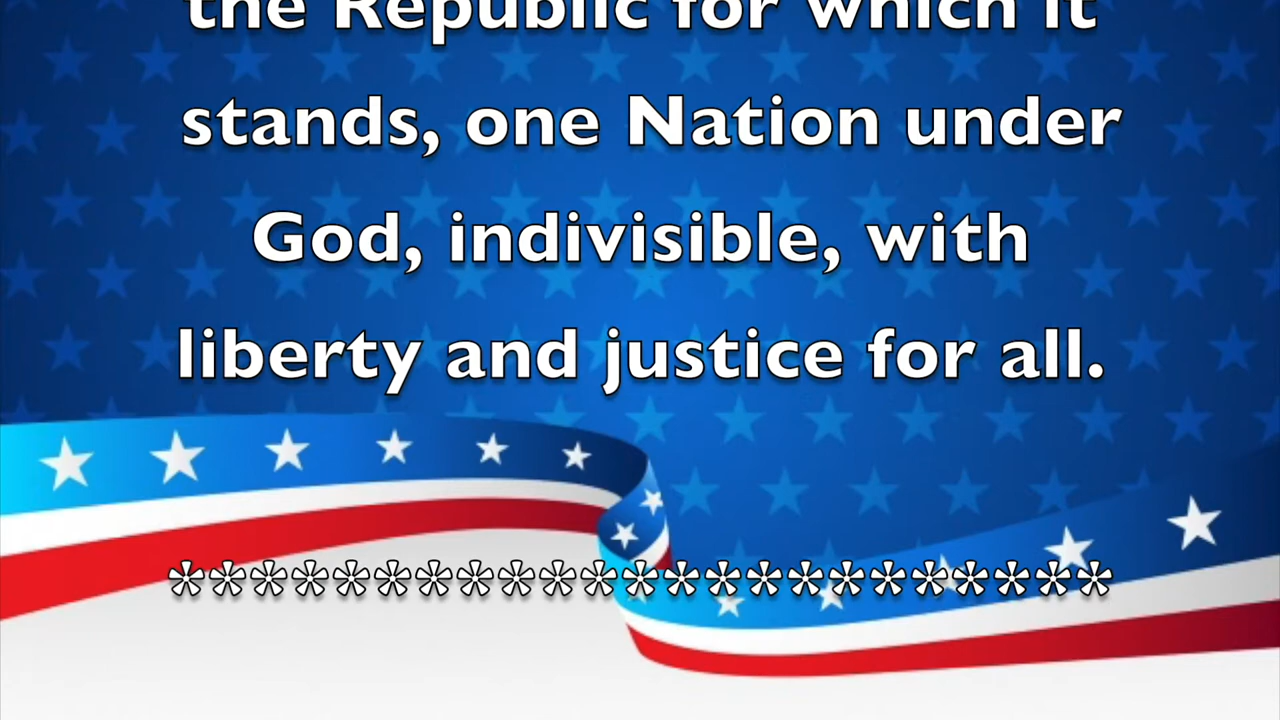 the Republic for which it
stands, one Nation under
God, indivisible, with
liberty and justice for all.
***********************